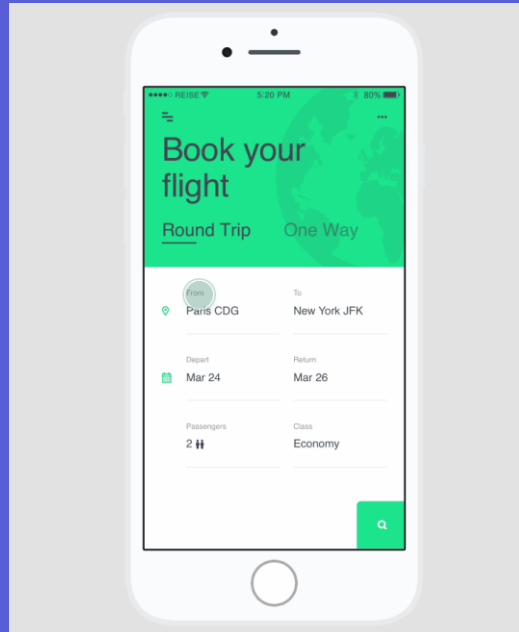 REISE 5:20 PM 80%
Book your
flight
Round Trip One Way
From To
Paris CDG New York JFK
Depart Return
Mar 24 Mar 26
Passengers Class
2 Economy